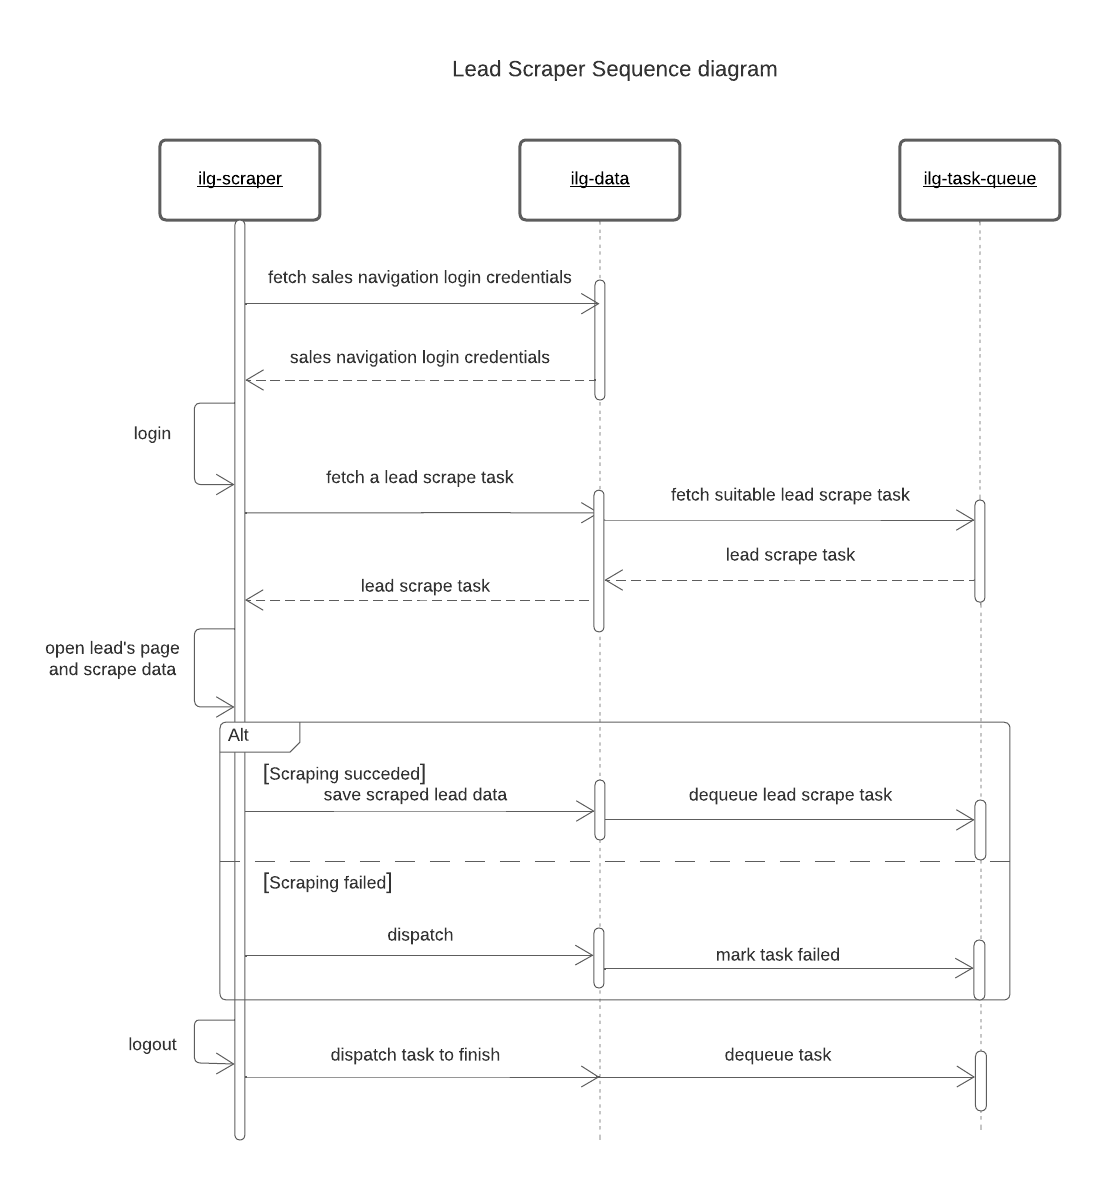 Lead Scraper Sequence diagram
ilg-scraper
ilg-data
ilg-task-queue
fetch sales navigation login credentials
sales navigation login credentials
login
fetch a lead scrape task
fetch suitable lead scrape task
lead scrape task
lead scrape task
open lead's page
and scrape data
Alt
[Scraping succeded]
save scraped lead data
dequeue lead scrape task
[Scraping failed]
dispatch
mark task failed
logout
dispatch task to finish
dequeue task